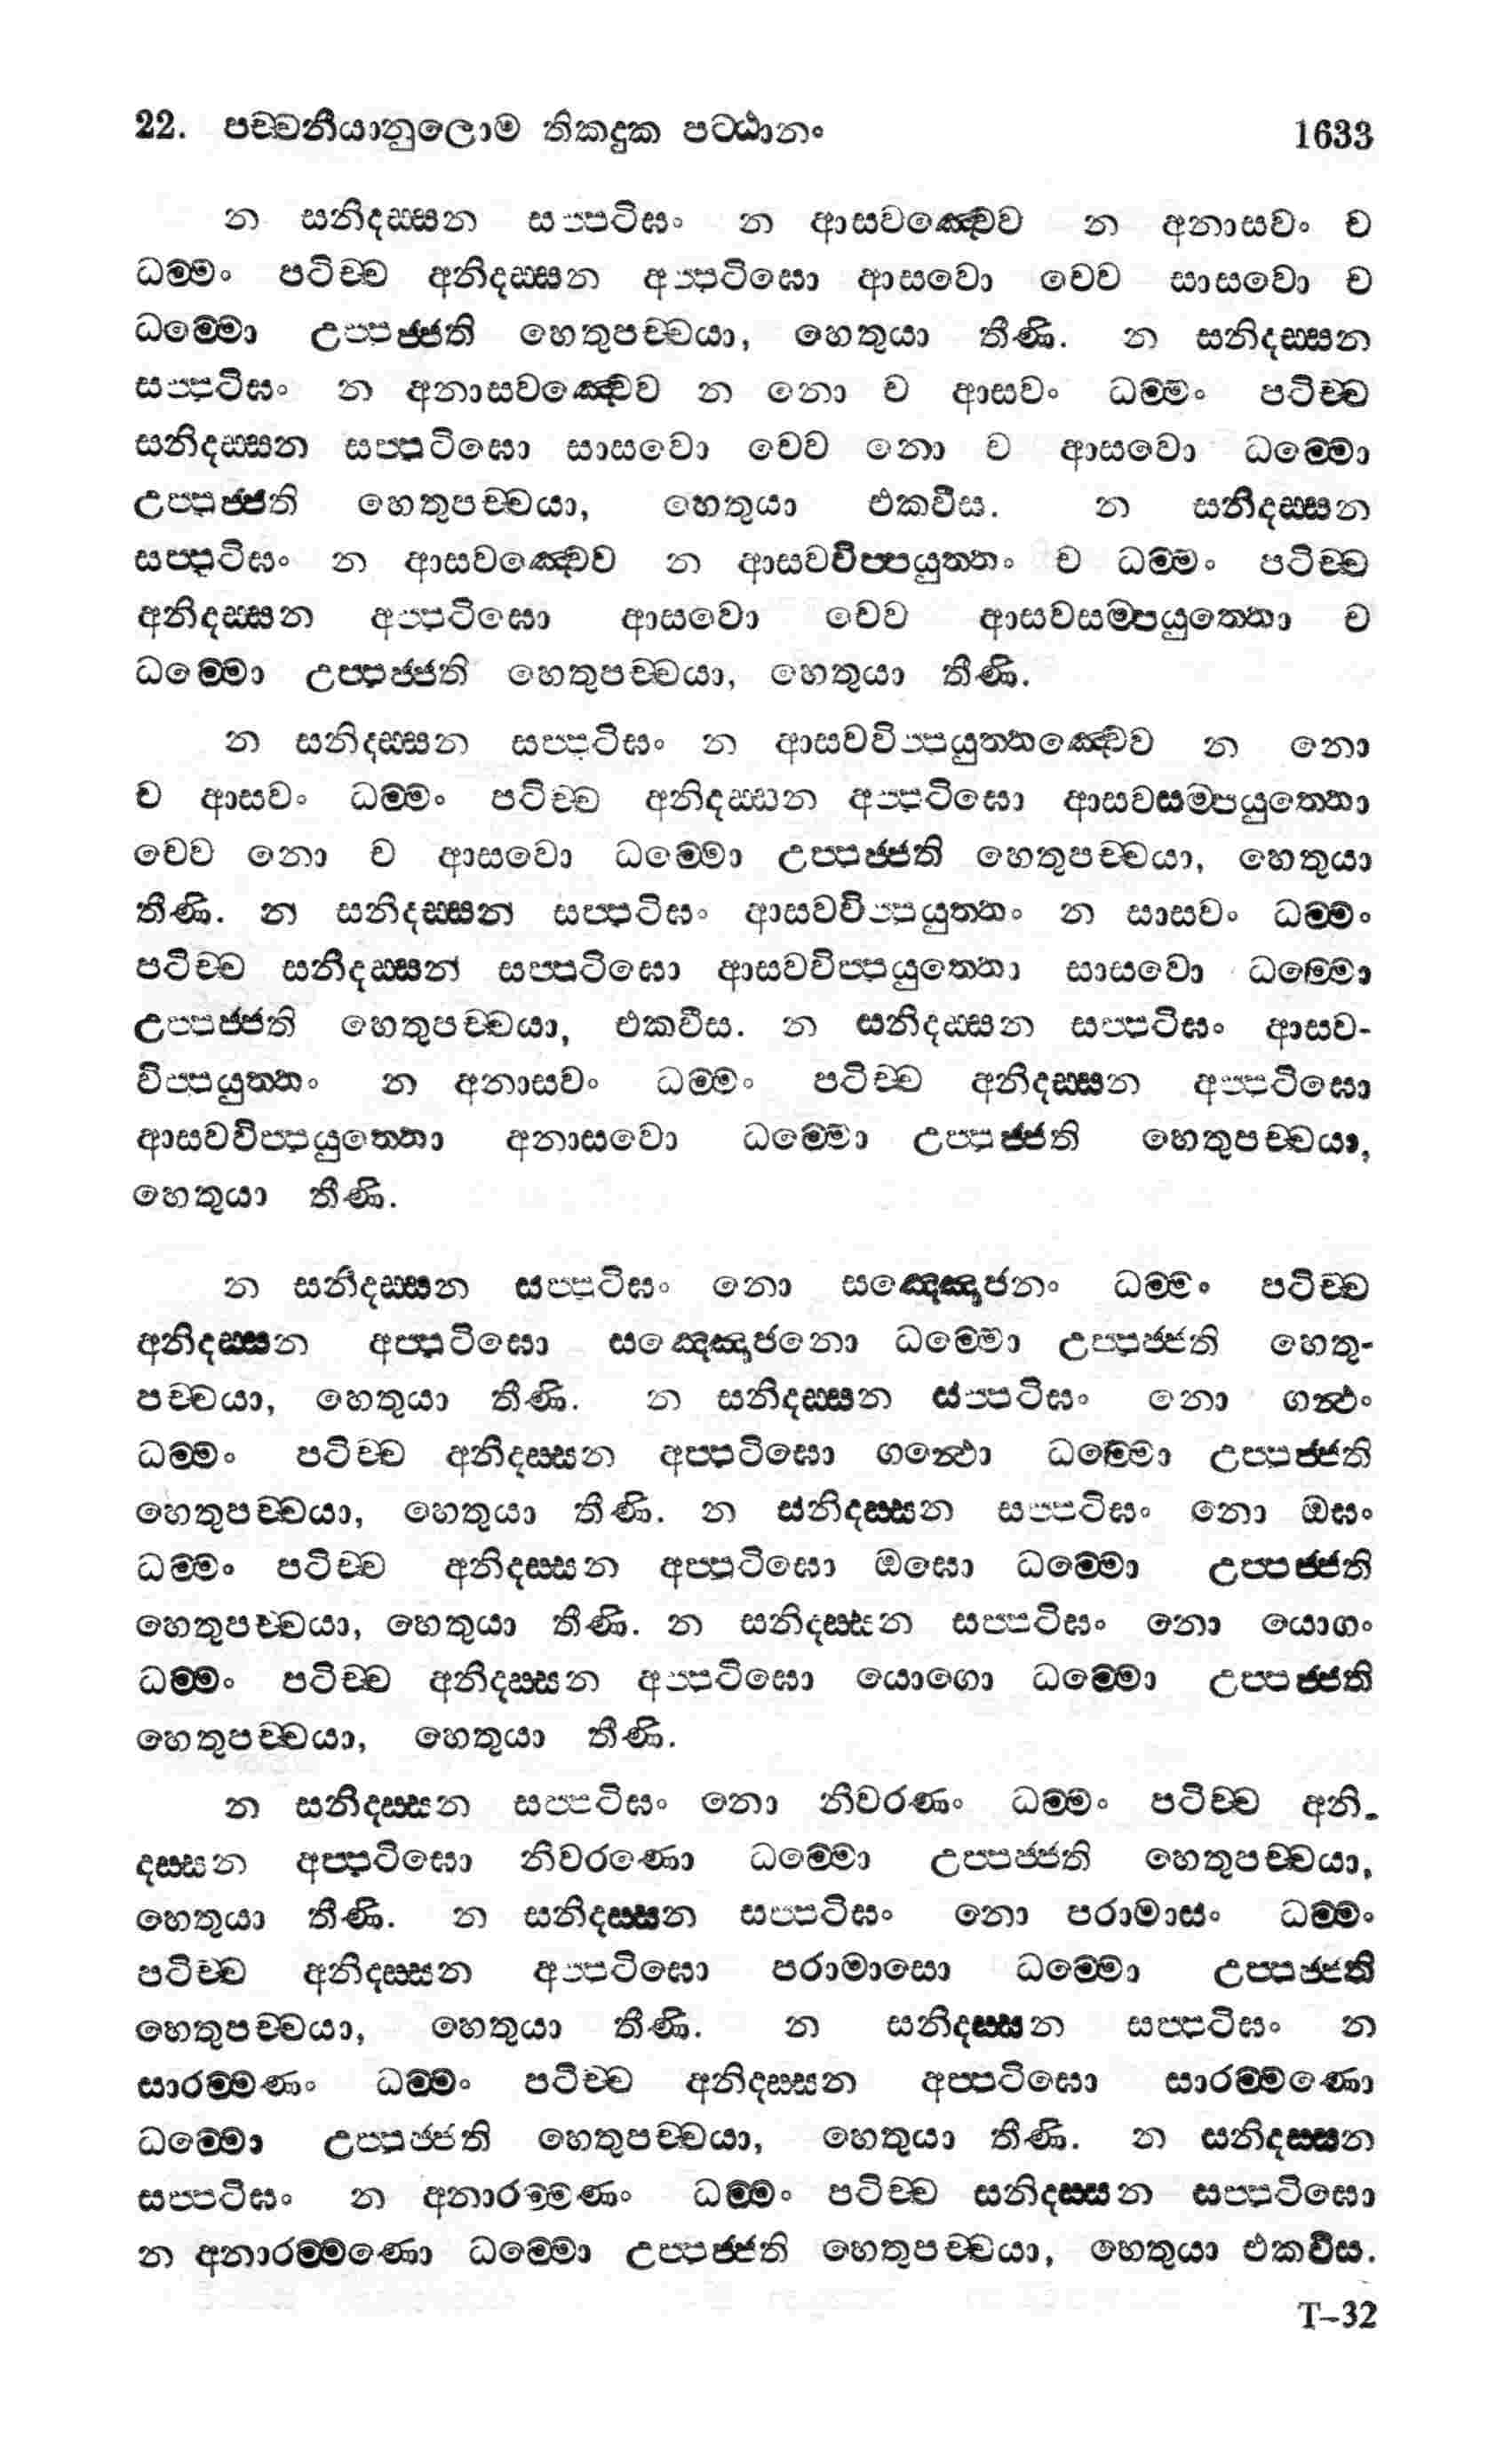 22. පච්චනීයානුලොම තිකදුක පට්ඨානං 1633
න සනිදස්සන සප්පටිඝං න ආසවඤ්චෙව න අනාසවං ච
ධම්මං පටිච්ච අනිදස්සන අප්පටිඝො ආසවො චෙව සාසවො ච
ධම්මො උප්පජ්ජති හෙතුපච්චයා, හෙතුයා තීණි. න සනිදස්සන
සප්පටිඝං න අනාසවඤ්චෙව න නො ච ආසවං ධම්මං පටිච්ච
සනිදස්සන සප්පටිඝො සාසවො චෙව නො ච ආසවො ධම්මො
උප්පජ්ජති හෙතුපච්චයා, හෙතුයා එකවීස. න සනිදස්සන
සප්පටිඝං න ආසවඤ්චෙව න ආසවවිප්පයුත්තං ච ධම්මං පටිච්ච
අනිදස්සන අප්පටිඝො ආසවො චෙව ආසවසම්පයුත්තො ච
ධම්මො උප්පජ්ජති හෙතුපච්චයා, හෙතුයා තීණි.
න සනිදස්සන සප්පටිඝං න ආසවවිප්පයුත්තඤ්චෙව න නො
ච ආසවං ධම්මං පටිච්ච අනිදස්සන අප්පටිඝො ආසවසම්පයුත්තො
චෙව නො ච ආසවො ධම්මො උප්පජ්ජති හෙතුපච්චයා, හෙතුයා
තීණි. න සනිදස්සන සප්පටිඝං ආසවවිප්පයුත්තං න සාසවං ධම්මං
පටිච්ච සනිදස්සන සප්පටිඝො ආසවවිප්පයුත්තො සාසවො ධම්මො
උප්පජ්ජති හෙතුපච්චයා, එකවීස. න සනිදස්සන සප්පටිඝං ආසව-
විප්පයුත්තං න අනාසවං ධම්මං පටිච්ච අනිදස්සන අප්පටිඝො
ආසවවිප්පයුත්තො අනාසවො ධම්මො උප්පජ්ජති හෙතුපච්චයා,
හෙතුයා තීණි.
න සනිදස්සන සප්පටිඝං නො සඤ්ඤොජනං ධම්මං පටිච්ච
අනිදස්සන අප්පටිඝො සඤ්ඤොජනො ධම්මො උප්පජ්ජති හෙතු-
පච්චයා, හෙතුයා තීණි. න සනිදස්සන සප්පටිඝං නො ගන්ථං
ධම්මං පටිච්ච අනිදස්සන අප්පටිඝො ගන්ථො ධම්මො උප්පජ්ජති
හෙතුපච්චයා, හෙතුයා තීණි. න සනිදස්සන සප්පටිඝං නො ඔඝං
ධම්මං පටිච්ච අනිදස්සන අප්පටිඝො ඔඝො ධම්මො උප්පජ්ජති
හෙතුපච්චයා, හෙතුයා තීණි. න සනිදස්සන සප්පටිඝං නො යොගං
ධම්මං පටිච්ච අනිදස්සන අප්පටිඝො යොගො ධම්මො උප්පජ්ජති
හෙතුපච්චයා, හෙතුයා තීණි.
න සනිදස්සන සප්පටිඝං නො නීවරණං ධම්මං පටිච්ච අනි-
දස්සන අප්පටිඝො නීවරණො ධම්මො උප්පජ්ජති හෙතුපච්චයා,
හෙතුයා තීණි. න සනිදස්සන සප්පටිඝං නො පරාමාසං ධම්මං
පටිච්ච අනිදස්සන අප්පටිඝො පරාමාසො ධම්මො උප්පජ්ජති
හෙතුපච්චයා, හෙතුයා තීණි. න සනිදස්සන සප්පටිඝං න
සාරම්මණං ධම්මං පටිච්ච අනිදස්සන අප්පටිඝො සාරම්මණො
ධම්මො උප්පජ්ජති හෙතුපච්චයා, හෙතුයා තීණි. න සනිදස්සන
සප්පටිඝං න අනාරම්මණං ධම්මං පටිච්ච සනිදස්සන සප්පටිඝො
න අනාරම්මණො ධම්මො උප්පජ්ජති හෙතුපච්චයා, හෙතුයා එකවීස.
T–32